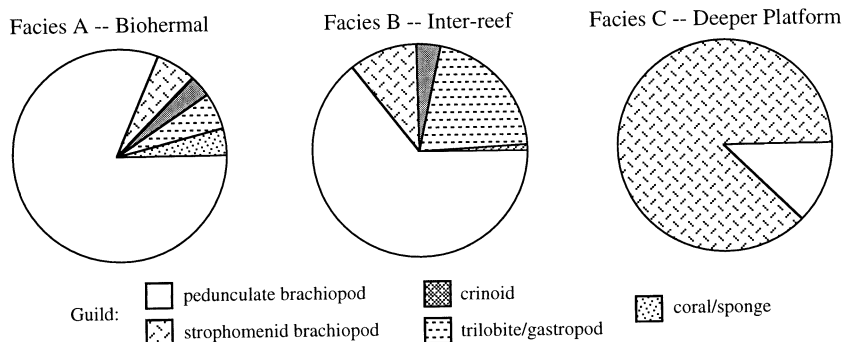 Facies A -- Biohermal
Facies B -- Inter-reef
Facies C -- Deeper Platform
Guild:
pedunculate brachiopod
strophomenid brachiopod
crinoid
trilobite/gastropod
coral/sponge